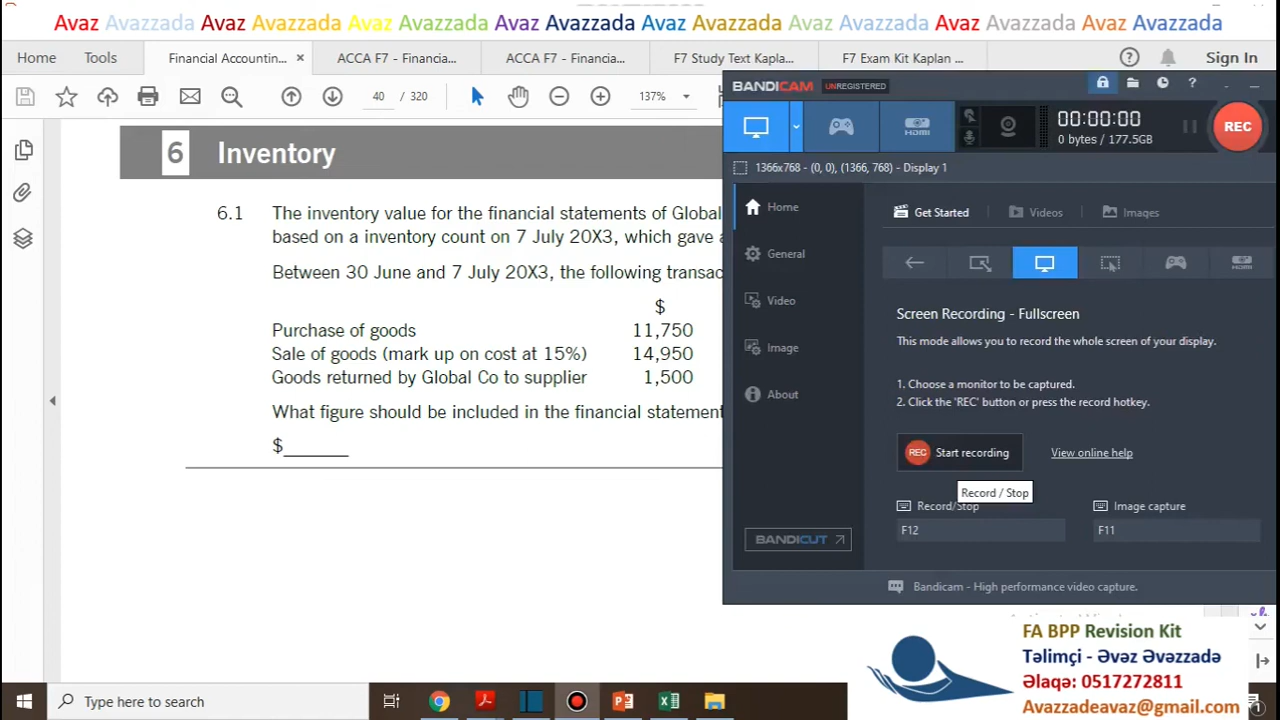 Avaz Avazzada Avaz Avazzada Avaz Avazzada Avaz Avazzada Avaz Avazzada Avaz Avazzada Avaz Avazzada Avaz Avazzada
Home Tools Financial Accountin... × ACCA F7 - Financia... ACCA F7 - Financia... F7 Study Text Kapla... F7 Exam Kit Kaplan ... Sign In
40 / 320 137%
6 Inventory
6.1 The inventory value for the financial statements of Global
based on a inventory count on 7 July 20X3, which gave
Between 30 June and 7 July 20X3, the following transac
$
Purchase of goods 11,750
Sale of goods (mark up on cost at 15%) 14,950
Goods returned by Global Co to supplier 1,500
What figure should be included in the financial statement
$______
BANDICAM UNREGISTERED
HDMI
00:00:00
0 bytes / 177.5GB
REC
1366x768 - (0, 0), (1366, 768) - Display 1
Home
General
Video
Image
About
BANDICUT
Get Started Videos Images
HDMI
Screen Recording - Fullscreen
This mode allows you to record the whole screen of your display.
1. Choose a monitor to be captured.
2. Click the 'REC' button or press the record hotkey.
REC Start recording View online help
Record / Stop
Record/Stop Image capture
F12 F11
Bandicam - High performance video capture.
FA BPP Revision Kit
Təlimçi - Əvəz Əvəzzadə
Əlaqə: 0517272811
Avazzadeavaz@gmail.com
Type here to search
1